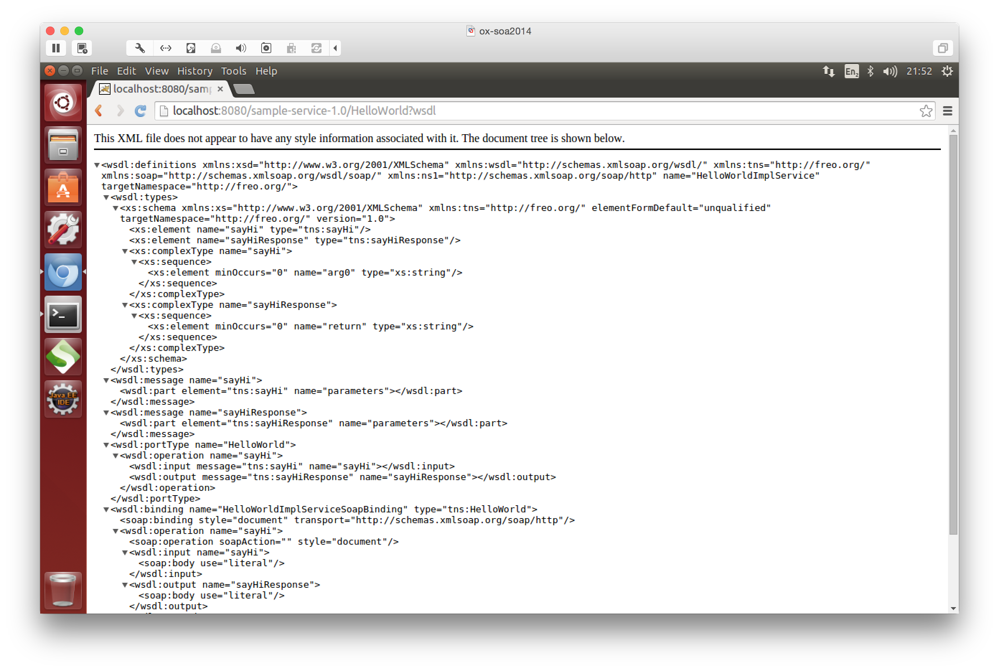 ox-soa2014
File Edit View History Tools Help
En2 21:52
localhost:8080/samp
localhost:8080/sample-service-1.0/HelloWorld?wsdl
This XML file does not appear to have any style information associated with it. The document tree is shown below.
<wsdl:definitions xmlns:xsd="http://www.w3.org/2001/XMLSchema" xmlns:wsdl="http://schemas.xmlsoap.org/wsdl/" xmlns:tns="http://freo.org/"
xmlns:soap="http://schemas.xmlsoap.org/wsdl/soap/" xmlns:ns1="http://schemas.xmlsoap.org/soap/http" name="HelloWorldImplService"
targetNamespace="http://freo.org/">
<wsdl:types>
<xs:schema xmlns:xs="http://www.w3.org/2001/XMLSchema" xmlns:tns="http://freo.org/" elementFormDefault="unqualified"
targetNamespace="http://freo.org/" version="1.0">
<xs:element name="sayHi" type="tns:sayHi"/>
<xs:element name="sayHiResponse" type="tns:sayHiResponse"/>
<xs:complexType name="sayHi">
<xs:sequence>
<xs:element minOccurs="0" name="arg0" type="xs:string"/>
</xs:sequence>
</xs:complexType>
<xs:complexType name="sayHiResponse">
<xs:sequence>
<xs:element minOccurs="0" name="return" type="xs:string"/>
</xs:sequence>
</xs:complexType>
</xs:schema>
</wsdl:types>
<wsdl:message name="sayHi">
<wsdl:part element="tns:sayHi" name="parameters"></wsdl:part>
</wsdl:message>
<wsdl:message name="sayHiResponse">
<wsdl:part element="tns:sayHiResponse" name="parameters"></wsdl:part>
</wsdl:message>
<wsdl:portType name="HelloWorld">
<wsdl:operation name="sayHi">
<wsdl:input message="tns:sayHi" name="sayHi"></wsdl:input>
<wsdl:output message="tns:sayHiResponse" name="sayHiResponse"></wsdl:output>
</wsdl:operation>
</wsdl:portType>
<wsdl:binding name="HelloWorldImplServiceSoapBinding" type="tns:HelloWorld">
<soap:binding style="document" transport="http://schemas.xmlsoap.org/soap/http"/>
<wsdl:operation name="sayHi">
<soap:operation soapAction="" style="document"/>
<wsdl:input name="sayHi">
<soap:body use="literal"/>
</wsdl:input>
<wsdl:output name="sayHiResponse">
<soap:body use="literal"/>
</wsdl:output>
Java EE
IDE